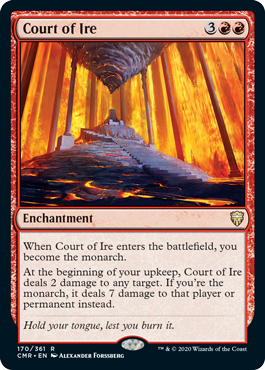 Court of Ire 3
Enchantment
When Court of Ire enters the battlefield, you
become the monarch.
At the beginning of your upkeep, Court of Ire
deals 2 damage to any target. If you're the
monarch, it deals 7 damage to that player or
permanent instead.
Hold your tongue, lest you burn it.
170/361 R
CMR • EN Alexander Forssberg
™ & © 2020 Wizards of the Coast